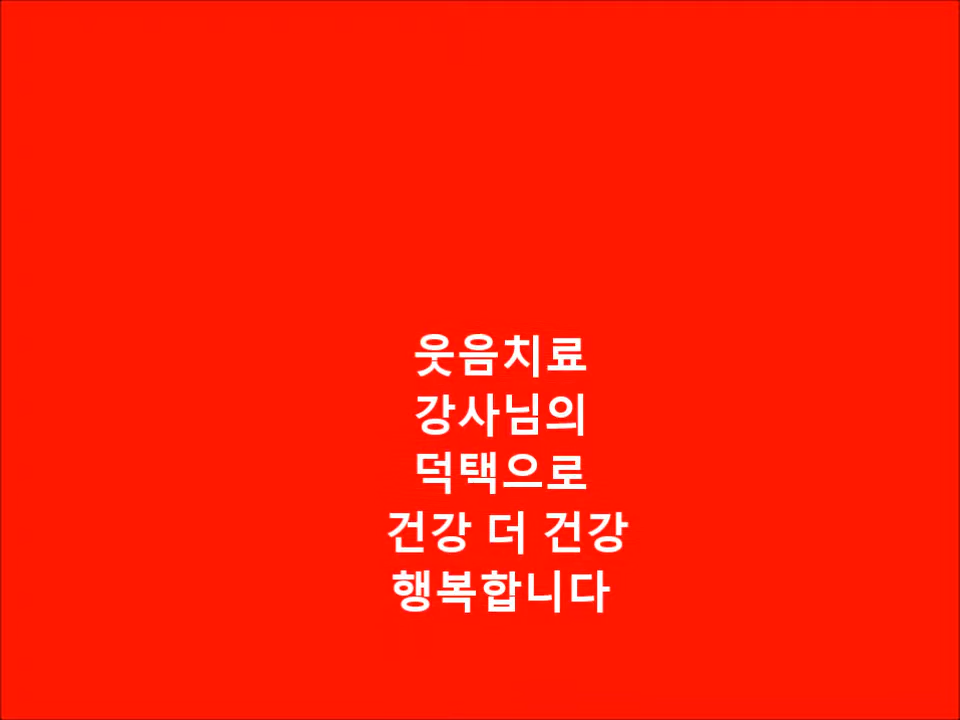 웃음치료
강사님의
덕택으로
건강 더 건강
행복합니다